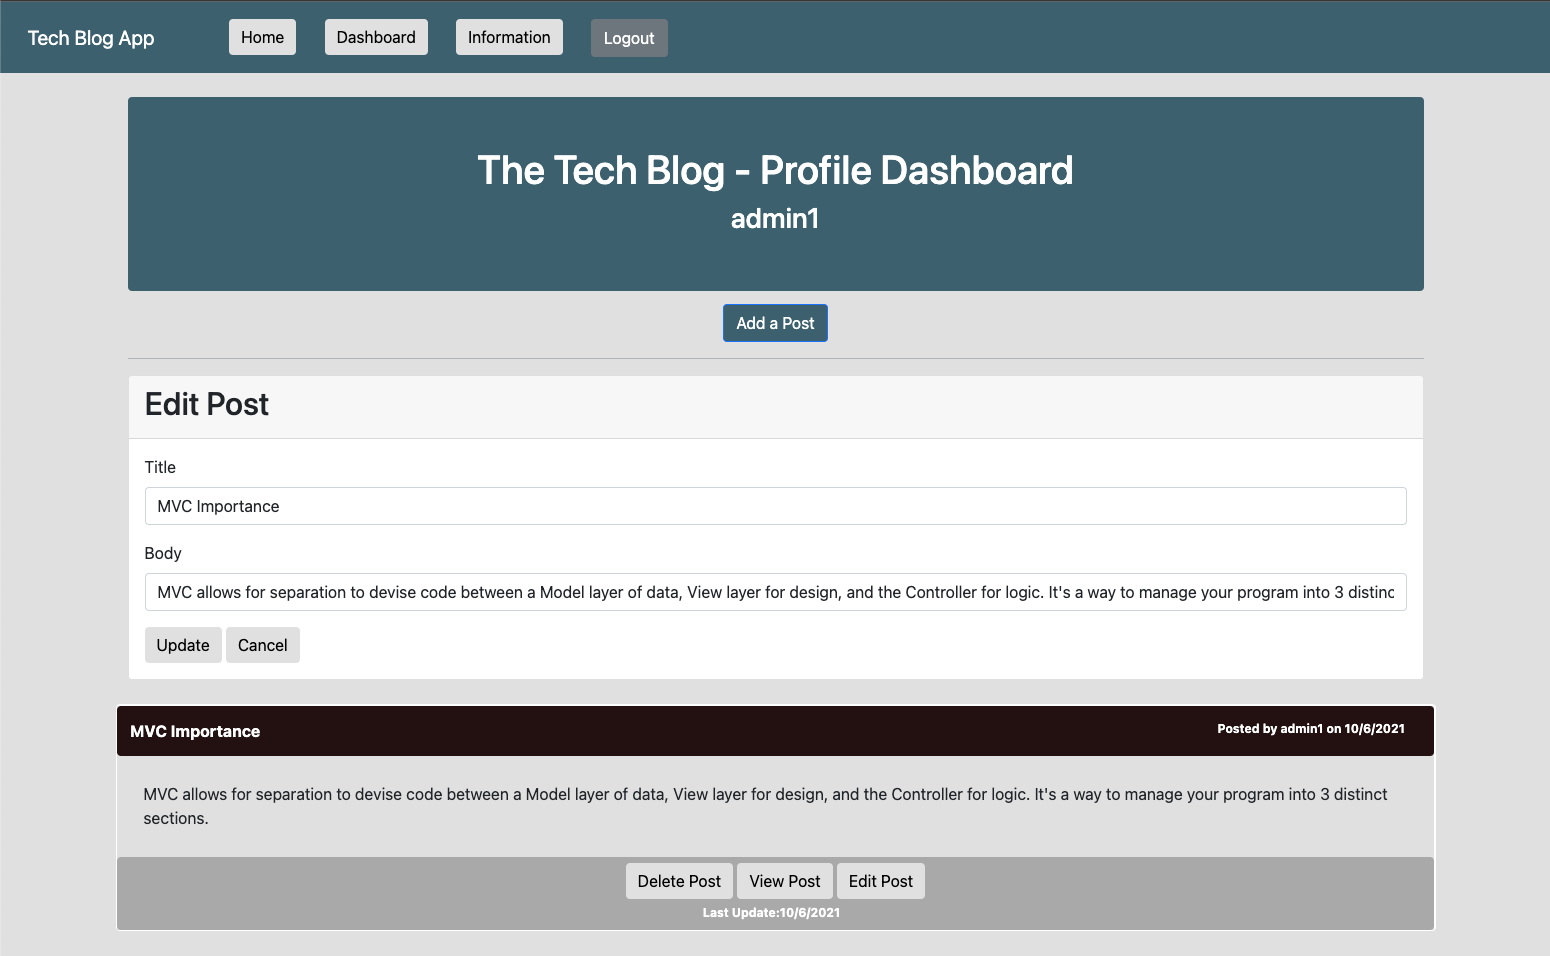 Tech Blog App Home Dashboard Information Logout
The Tech Blog - Profile Dashboard
admin1
Add a Post
Edit Post
Title
MVC Importance
Body
MVC allows for separation to devise code between a Model layer of data, View layer for design, and the Controller for logic. It's a way to manage your program into 3 distinc
Update Cancel
MVC Importance Posted by admin1 on 10/6/2021
MVC allows for separation to devise code between a Model layer of data, View layer for design, and the Controller for logic. It's a way to manage your program into 3 distinct
sections.
Delete Post View Post Edit Post
Last Update:10/6/2021